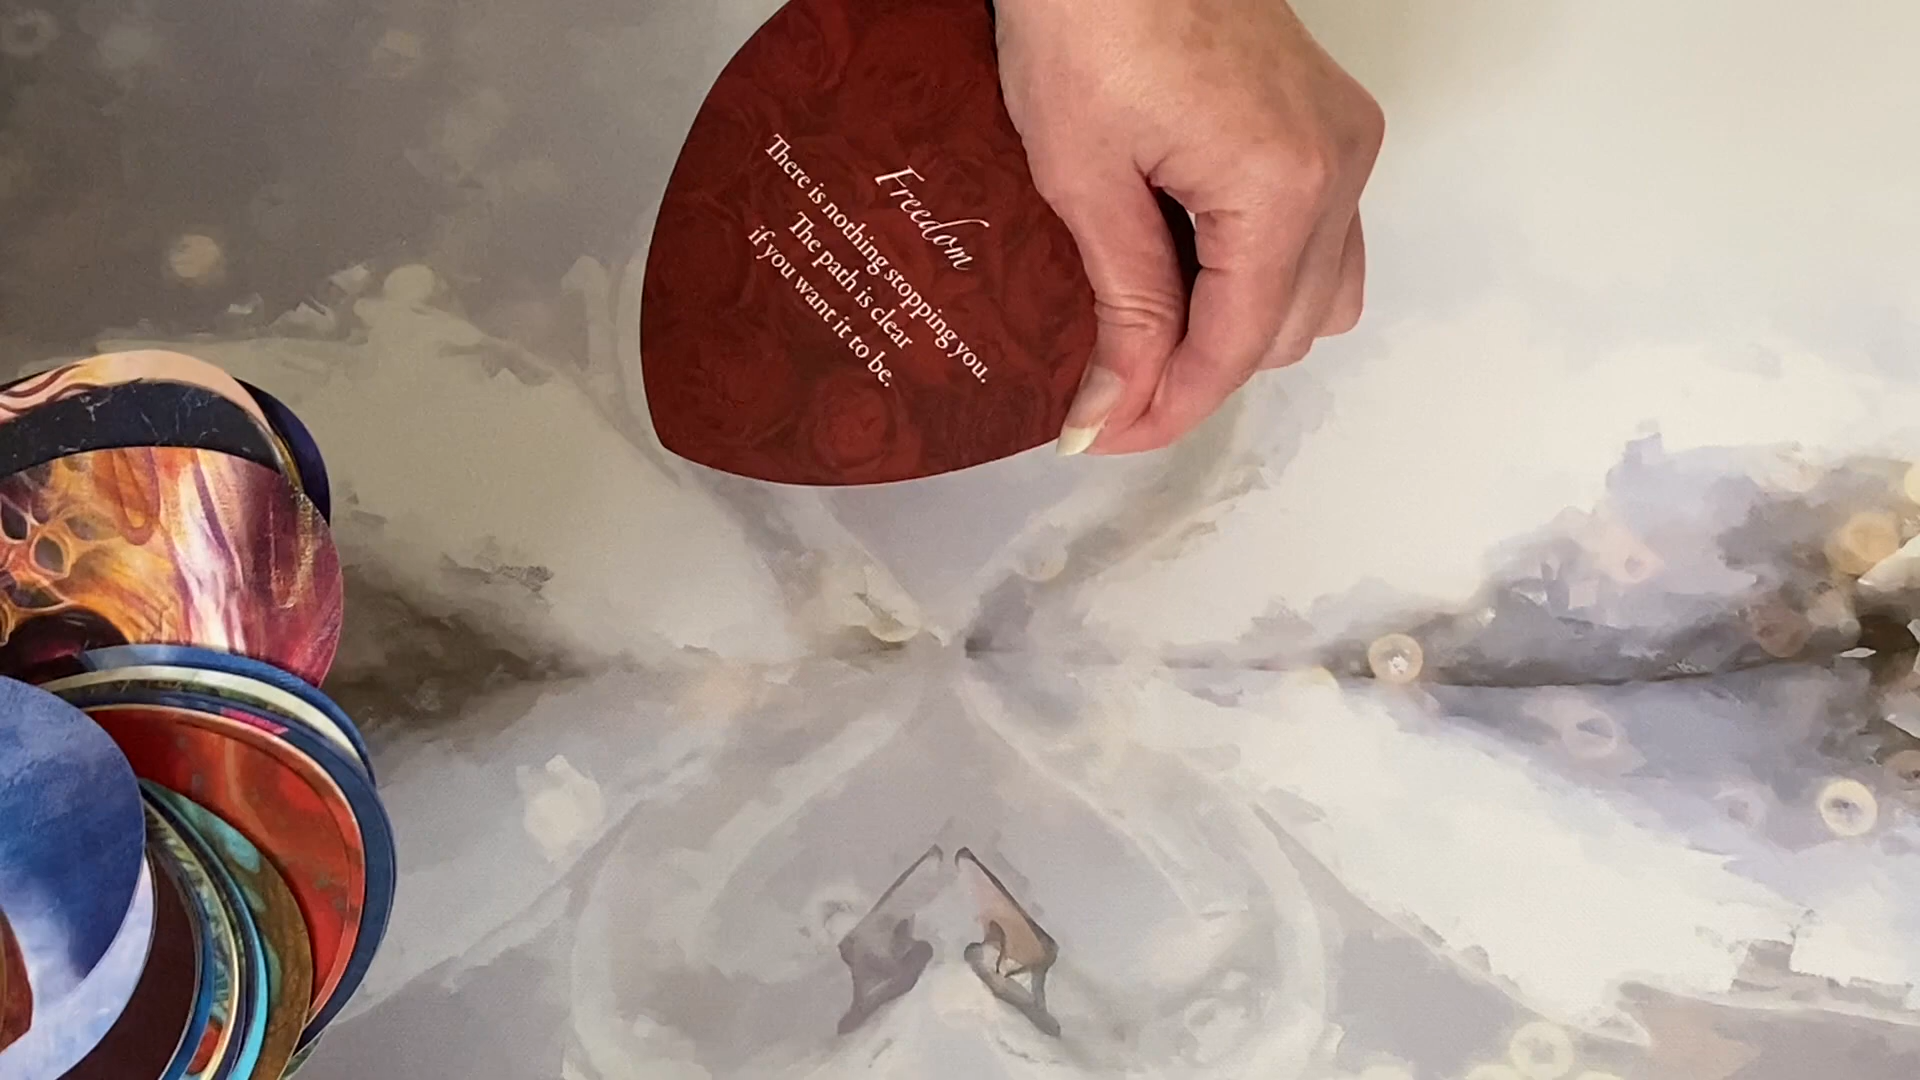 Freedom
There is nothing stopping you.
The path is clear
if you want it to be.